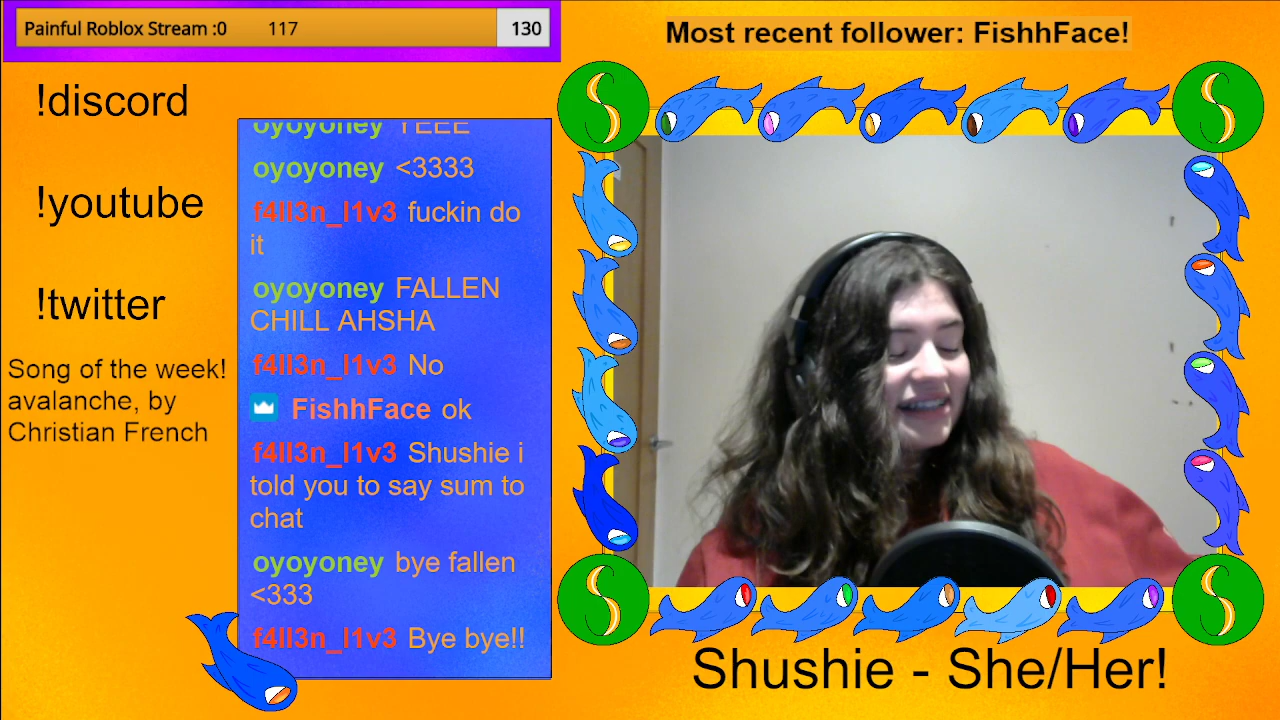 Painful Roblox Stream :0 117 130
Most recent follower: FishhFace!
!discord
!youtube
!twitter
Song of the week!
avalanche, by
Christian French
oyoyoney YEEE
oyoyoney <3333
f4ll3n_l1v3 fuckin do
it
oyoyoney FALLEN
CHILL AHSHA
f4ll3n_l1v3 No
FishhFace ok
f4ll3n_l1v3 Shushie i
told you to say sum to
chat
oyoyoney bye fallen
<333
f4ll3n_l1v3 Bye bye!!
S S
S S
Shushie - She/Her!